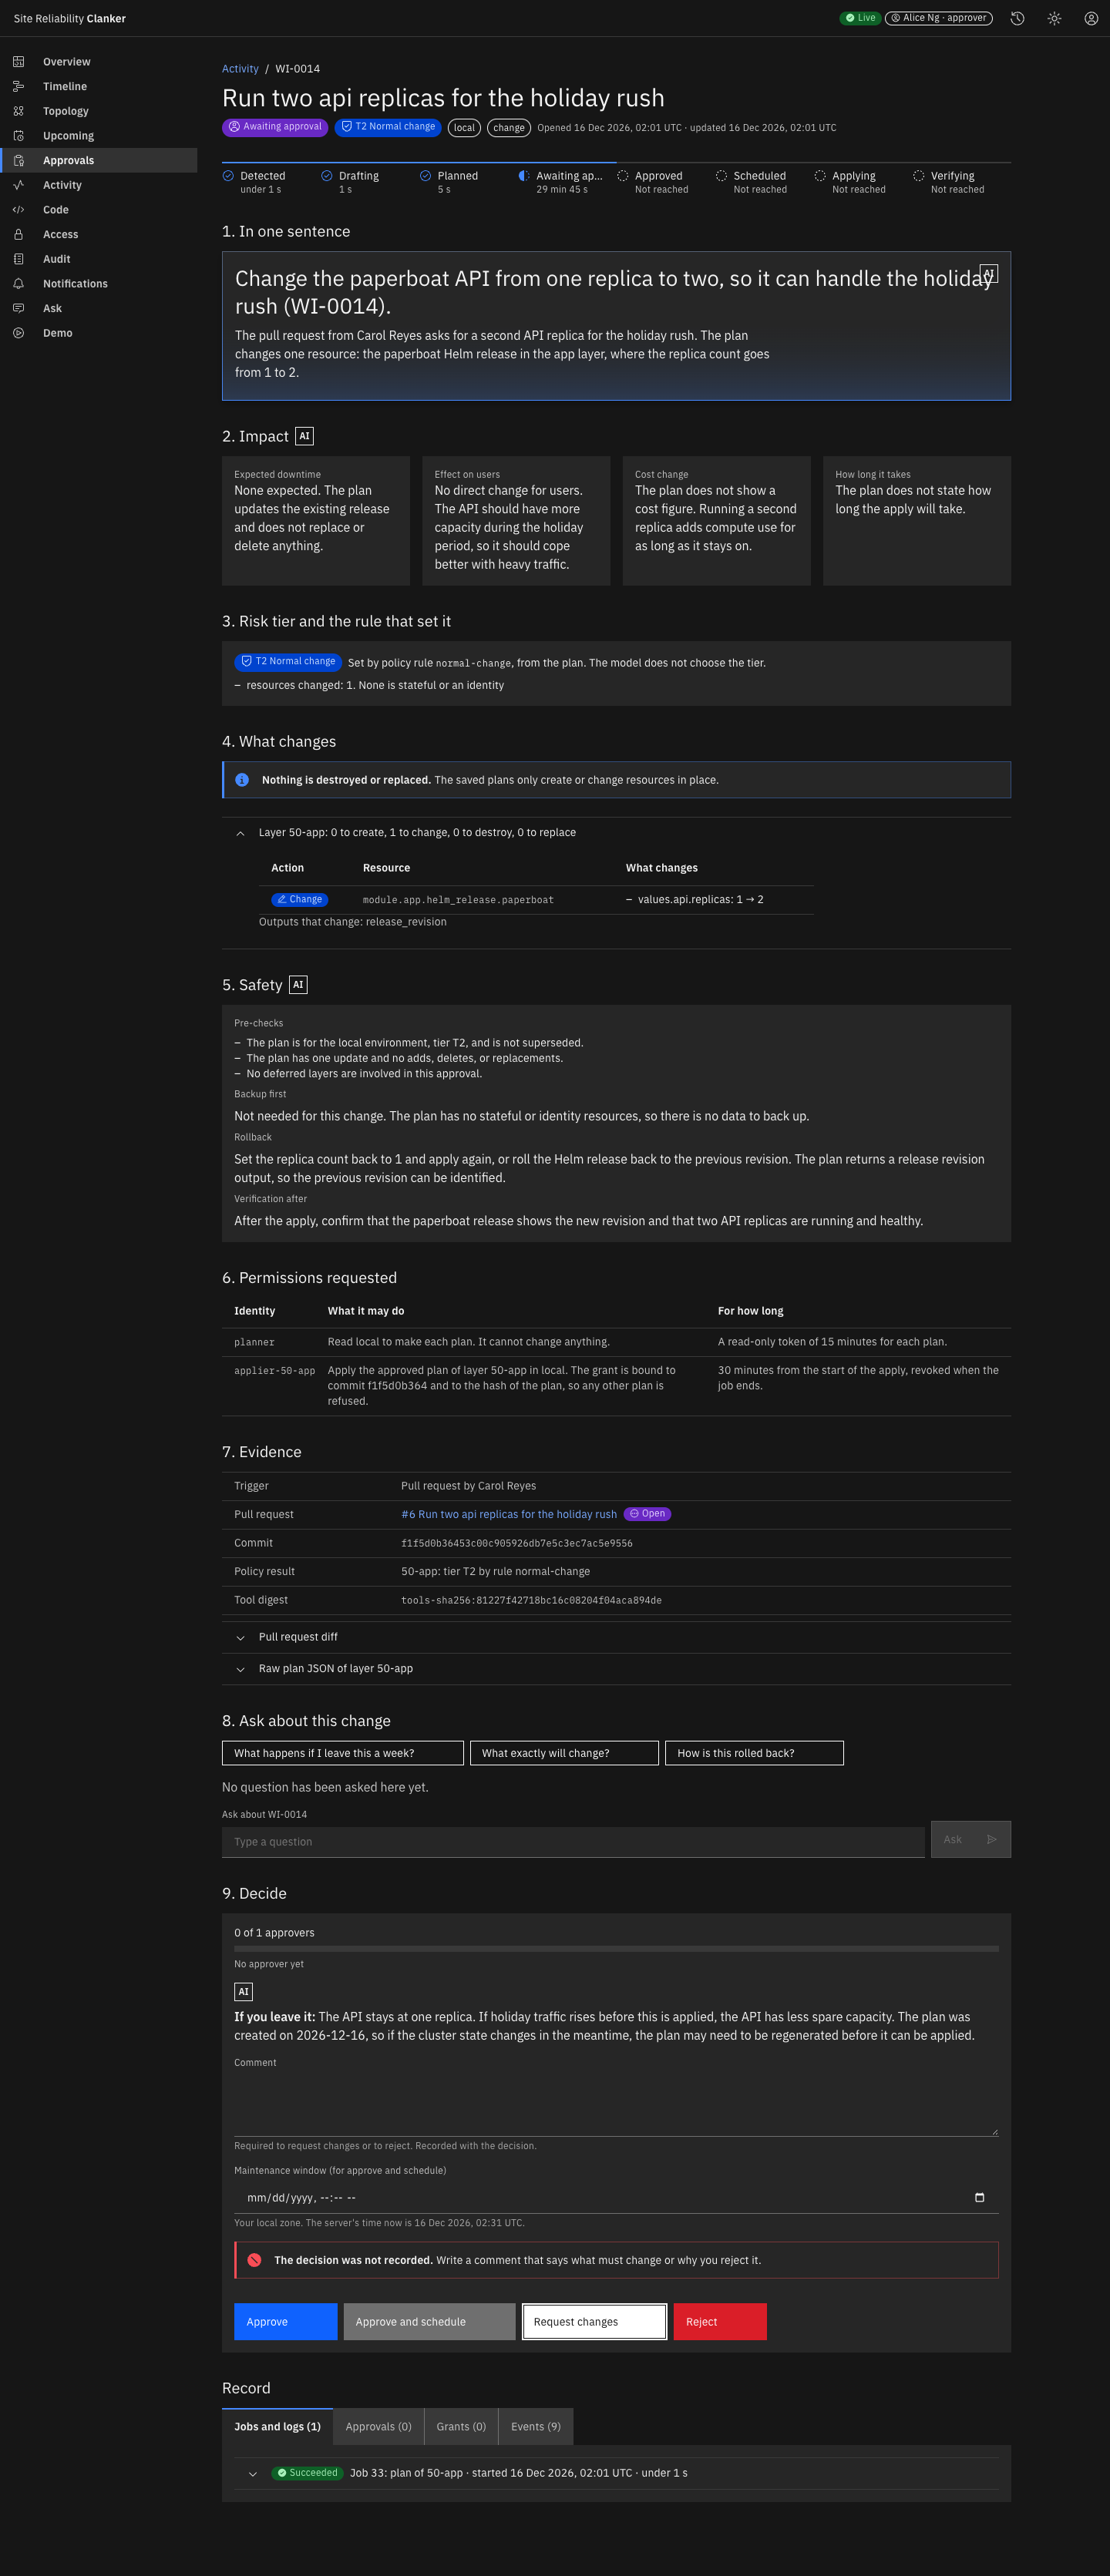 Site Reliability Clanker
Live
Alice Ng · approver
Overview
Timeline
Topology
Upcoming
Approvals
Activity
Code
Access
Audit
Notifications
Ask
Demo
Activity / WI-0014
Run two api replicas for the holiday rush
Awaiting approval
T2 Normal change
local
change
Opened 16 Dec 2026, 02:01 UTC · updated 16 Dec 2026, 02:01 UTC
Detected
under 1 s
Drafting
1 s
Planned
5 s
Awaiting ap...
29 min 45 s
Approved
Not reached
Scheduled
Not reached
Applying
Not reached
Verifying
Not reached
1. In one sentence
Change the paperboat API from one replica to two, so it can handle the holiday
AI
rush (WI-0014).
The pull request from Carol Reyes asks for a second API replica for the holiday rush. The plan
changes one resource: the paperboat Helm release in the app layer, where the replica count goes
from 1 to 2.
2. Impact AI
Expected downtime
None expected. The plan
updates the existing release
and does not replace or
delete anything.
Effect on users
No direct change for users.
The API should have more
capacity during the holiday
period, so it should cope
better with heavy traffic.
Cost change
The plan does not show a
cost figure. Running a second
replica adds compute use for
as long as it stays on.
How long it takes
The plan does not state how
long the apply will take.
3. Risk tier and the rule that set it
T2 Normal change Set by policy rule normal-change, from the plan. The model does not choose the tier.
– resources changed: 1. None is stateful or an identity
4. What changes
Nothing is destroyed or replaced. The saved plans only create or change resources in place.
Layer 50-app: 0 to create, 1 to change, 0 to destroy, 0 to replace
Action Resource What changes
Change module.app.helm_release.paperboat – values.api.replicas: 1 → 2
Outputs that change: release_revision
5. Safety AI
Pre-checks
– The plan is for the local environment, tier T2, and is not superseded.
– The plan has one update and no adds, deletes, or replacements.
– No deferred layers are involved in this approval.
Backup first
Not needed for this change. The plan has no stateful or identity resources, so there is no data to back up.
Rollback
Set the replica count back to 1 and apply again, or roll the Helm release back to the previous revision. The plan returns a release revision
output, so the previous revision can be identified.
Verification after
After the apply, confirm that the paperboat release shows the new revision and that two API replicas are running and healthy.
6. Permissions requested
Identity What it may do For how long
planner Read local to make each plan. It cannot change anything. A read-only token of 15 minutes for each plan.
applier-50-app Apply the approved plan of layer 50-app in local. The grant is bound to 30 minutes from the start of the apply, revoked when the
commit f1f5d0b364 and to the hash of the plan, so any other plan is job ends.
refused.
7. Evidence
Trigger Pull request by Carol Reyes
Pull request #6 Run two api replicas for the holiday rush Open
Commit f1f5d0b36453c00c905926db7e5c3ec7ac5e9556
Policy result 50-app: tier T2 by rule normal-change
Tool digest tools-sha256:81227f42718bc16c08204f04aca894de
Pull request diff
Raw plan JSON of layer 50-app
8. Ask about this change
What happens if I leave this a week?
What exactly will change?
How is this rolled back?
No question has been asked here yet.
Ask about WI-0014
Type a question
Ask
9. Decide
0 of 1 approvers
No approver yet
AI
If you leave it: The API stays at one replica. If holiday traffic rises before this is applied, the API has less spare capacity. The plan was
created on 2026-12-16, so if the cluster state changes in the meantime, the plan may need to be regenerated before it can be applied.
Comment
Required to request changes or to reject. Recorded with the decision.
Maintenance window (for approve and schedule)
mm/dd/yyyy, --:-- --
Your local zone. The server's time now is 16 Dec 2026, 02:31 UTC.
The decision was not recorded. Write a comment that says what must change or why you reject it.
Approve
Approve and schedule
Request changes
Reject
Record
Jobs and logs (1)
Approvals (0)
Grants (0)
Events (9)
Succeeded Job 33: plan of 50-app · started 16 Dec 2026, 02:01 UTC · under 1 s